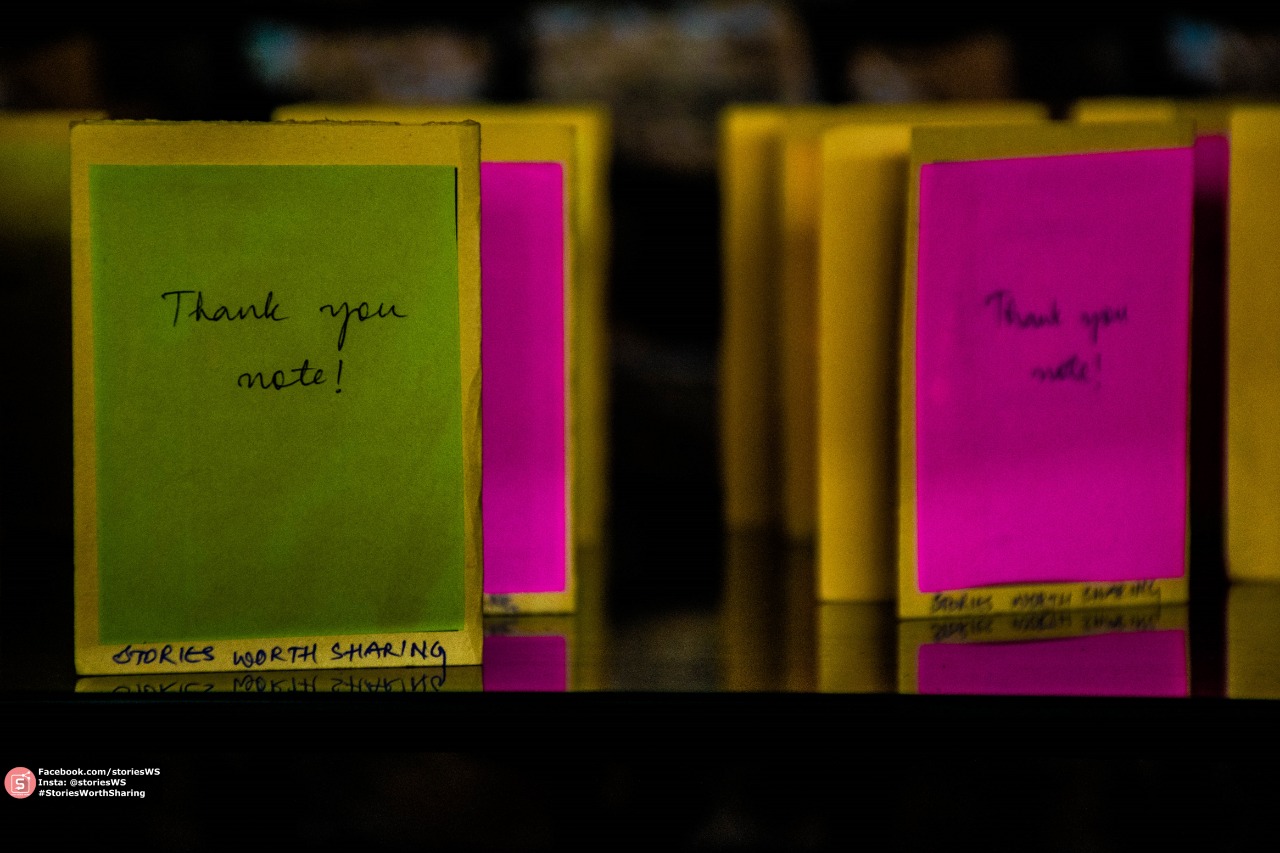 Thank you
note!
STORIES WORTH SHARING
Thank you
note!
STORIES WORTH SHARING
Facebook.com/storiesWS
Insta: @storiesWS
#StoriesWorthSharing